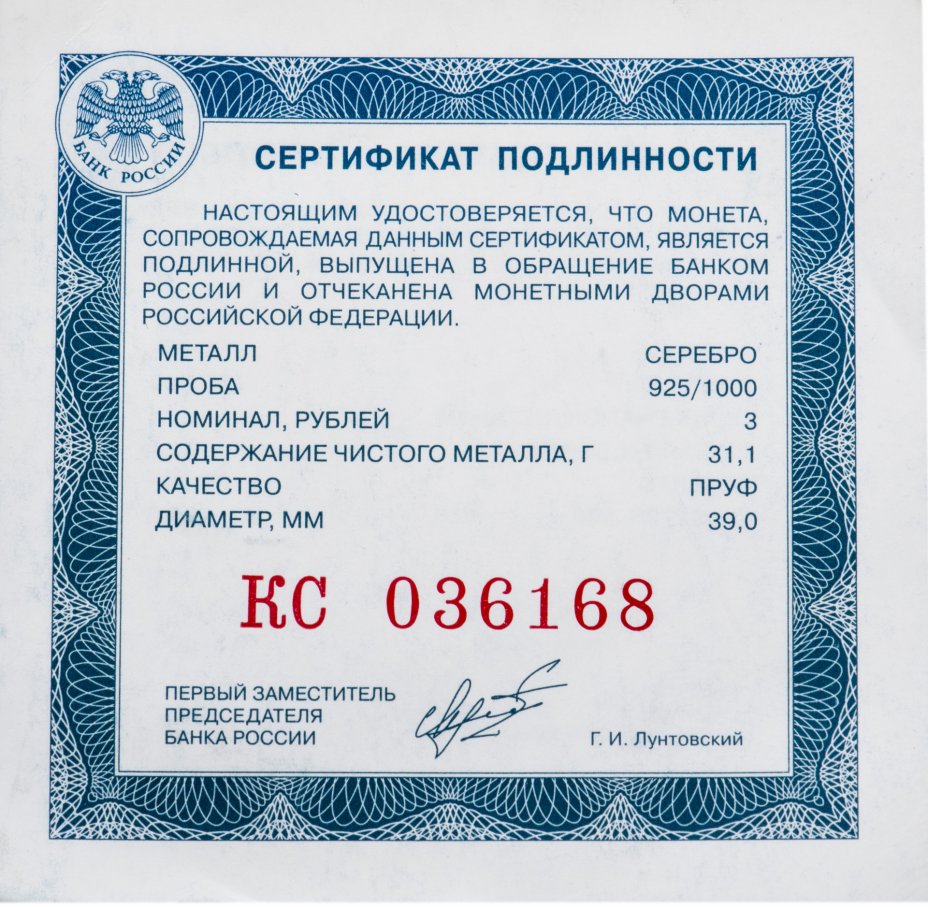 БАНК РОССИИ
СЕРТИФИКАТ ПОДЛИННОСТИ
НАСТОЯЩИМ УДОСТОВЕРЯЕТСЯ, ЧТО МОНЕТА,
СОПРОВОЖДАЕМАЯ ДАННЫМ СЕРТИФИКАТОМ, ЯВЛЯЕТСЯ
ПОДЛИННОЙ, ВЫПУЩЕНА В ОБРАЩЕНИЕ БАНКОМ
РОССИИ И ОТЧЕКАНЕНА МОНЕТНЫМИ ДВОРАМИ
РОССИЙСКОЙ ФЕДЕРАЦИИ.
МЕТАЛЛ СЕРЕБРО
ПРОБА 925/1000
НОМИНАЛ, РУБЛЕЙ 3
СОДЕРЖАНИЕ ЧИСТОГО МЕТАЛЛА, Г 31,1
КАЧЕСТВО ПРУФ
ДИАМЕТР, ММ 39,0
КС 036168
ПЕРВЫЙ ЗАМЕСТИТЕЛЬ
ПРЕДСЕДАТЕЛЯ
БАНКА РОССИИ Г. И. Лунтовский